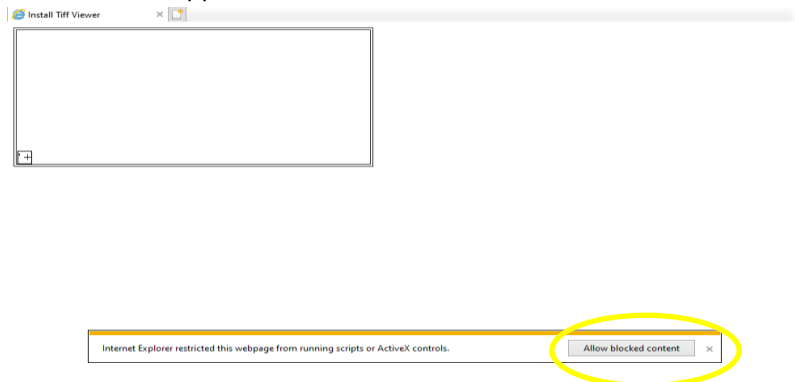 Install Tiff Viewer
Internet Explorer restricted this webpage from running scripts or ActiveX controls.
Allow blocked content